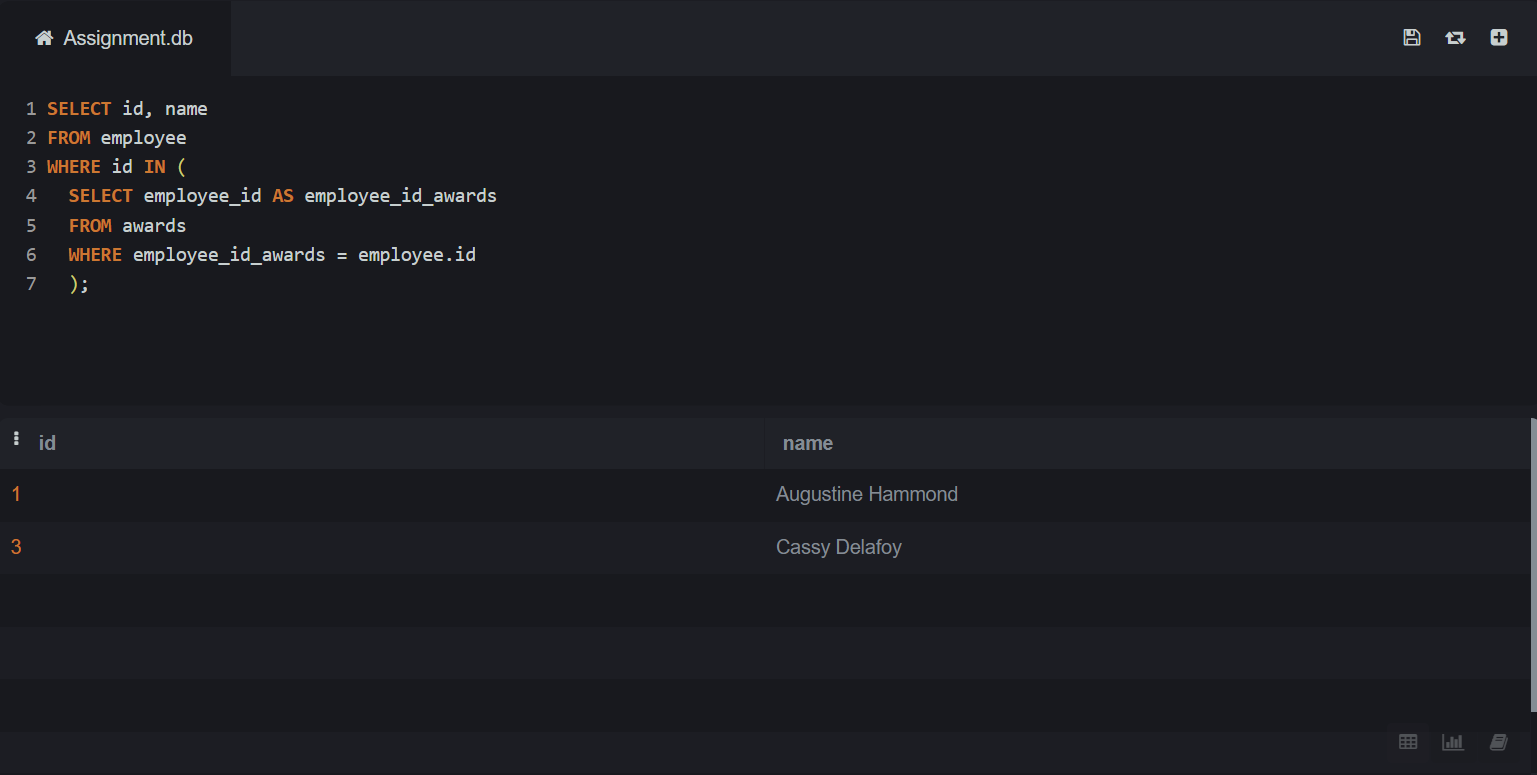 Assignment.db
1 SELECT id, name
2 FROM employee
3 WHERE id IN (
4   SELECT employee_id AS employee_id_awards
5   FROM awards
6   WHERE employee_id_awards = employee.id
7   );
id name
1 Augustine Hammond
3 Cassy Delafoy